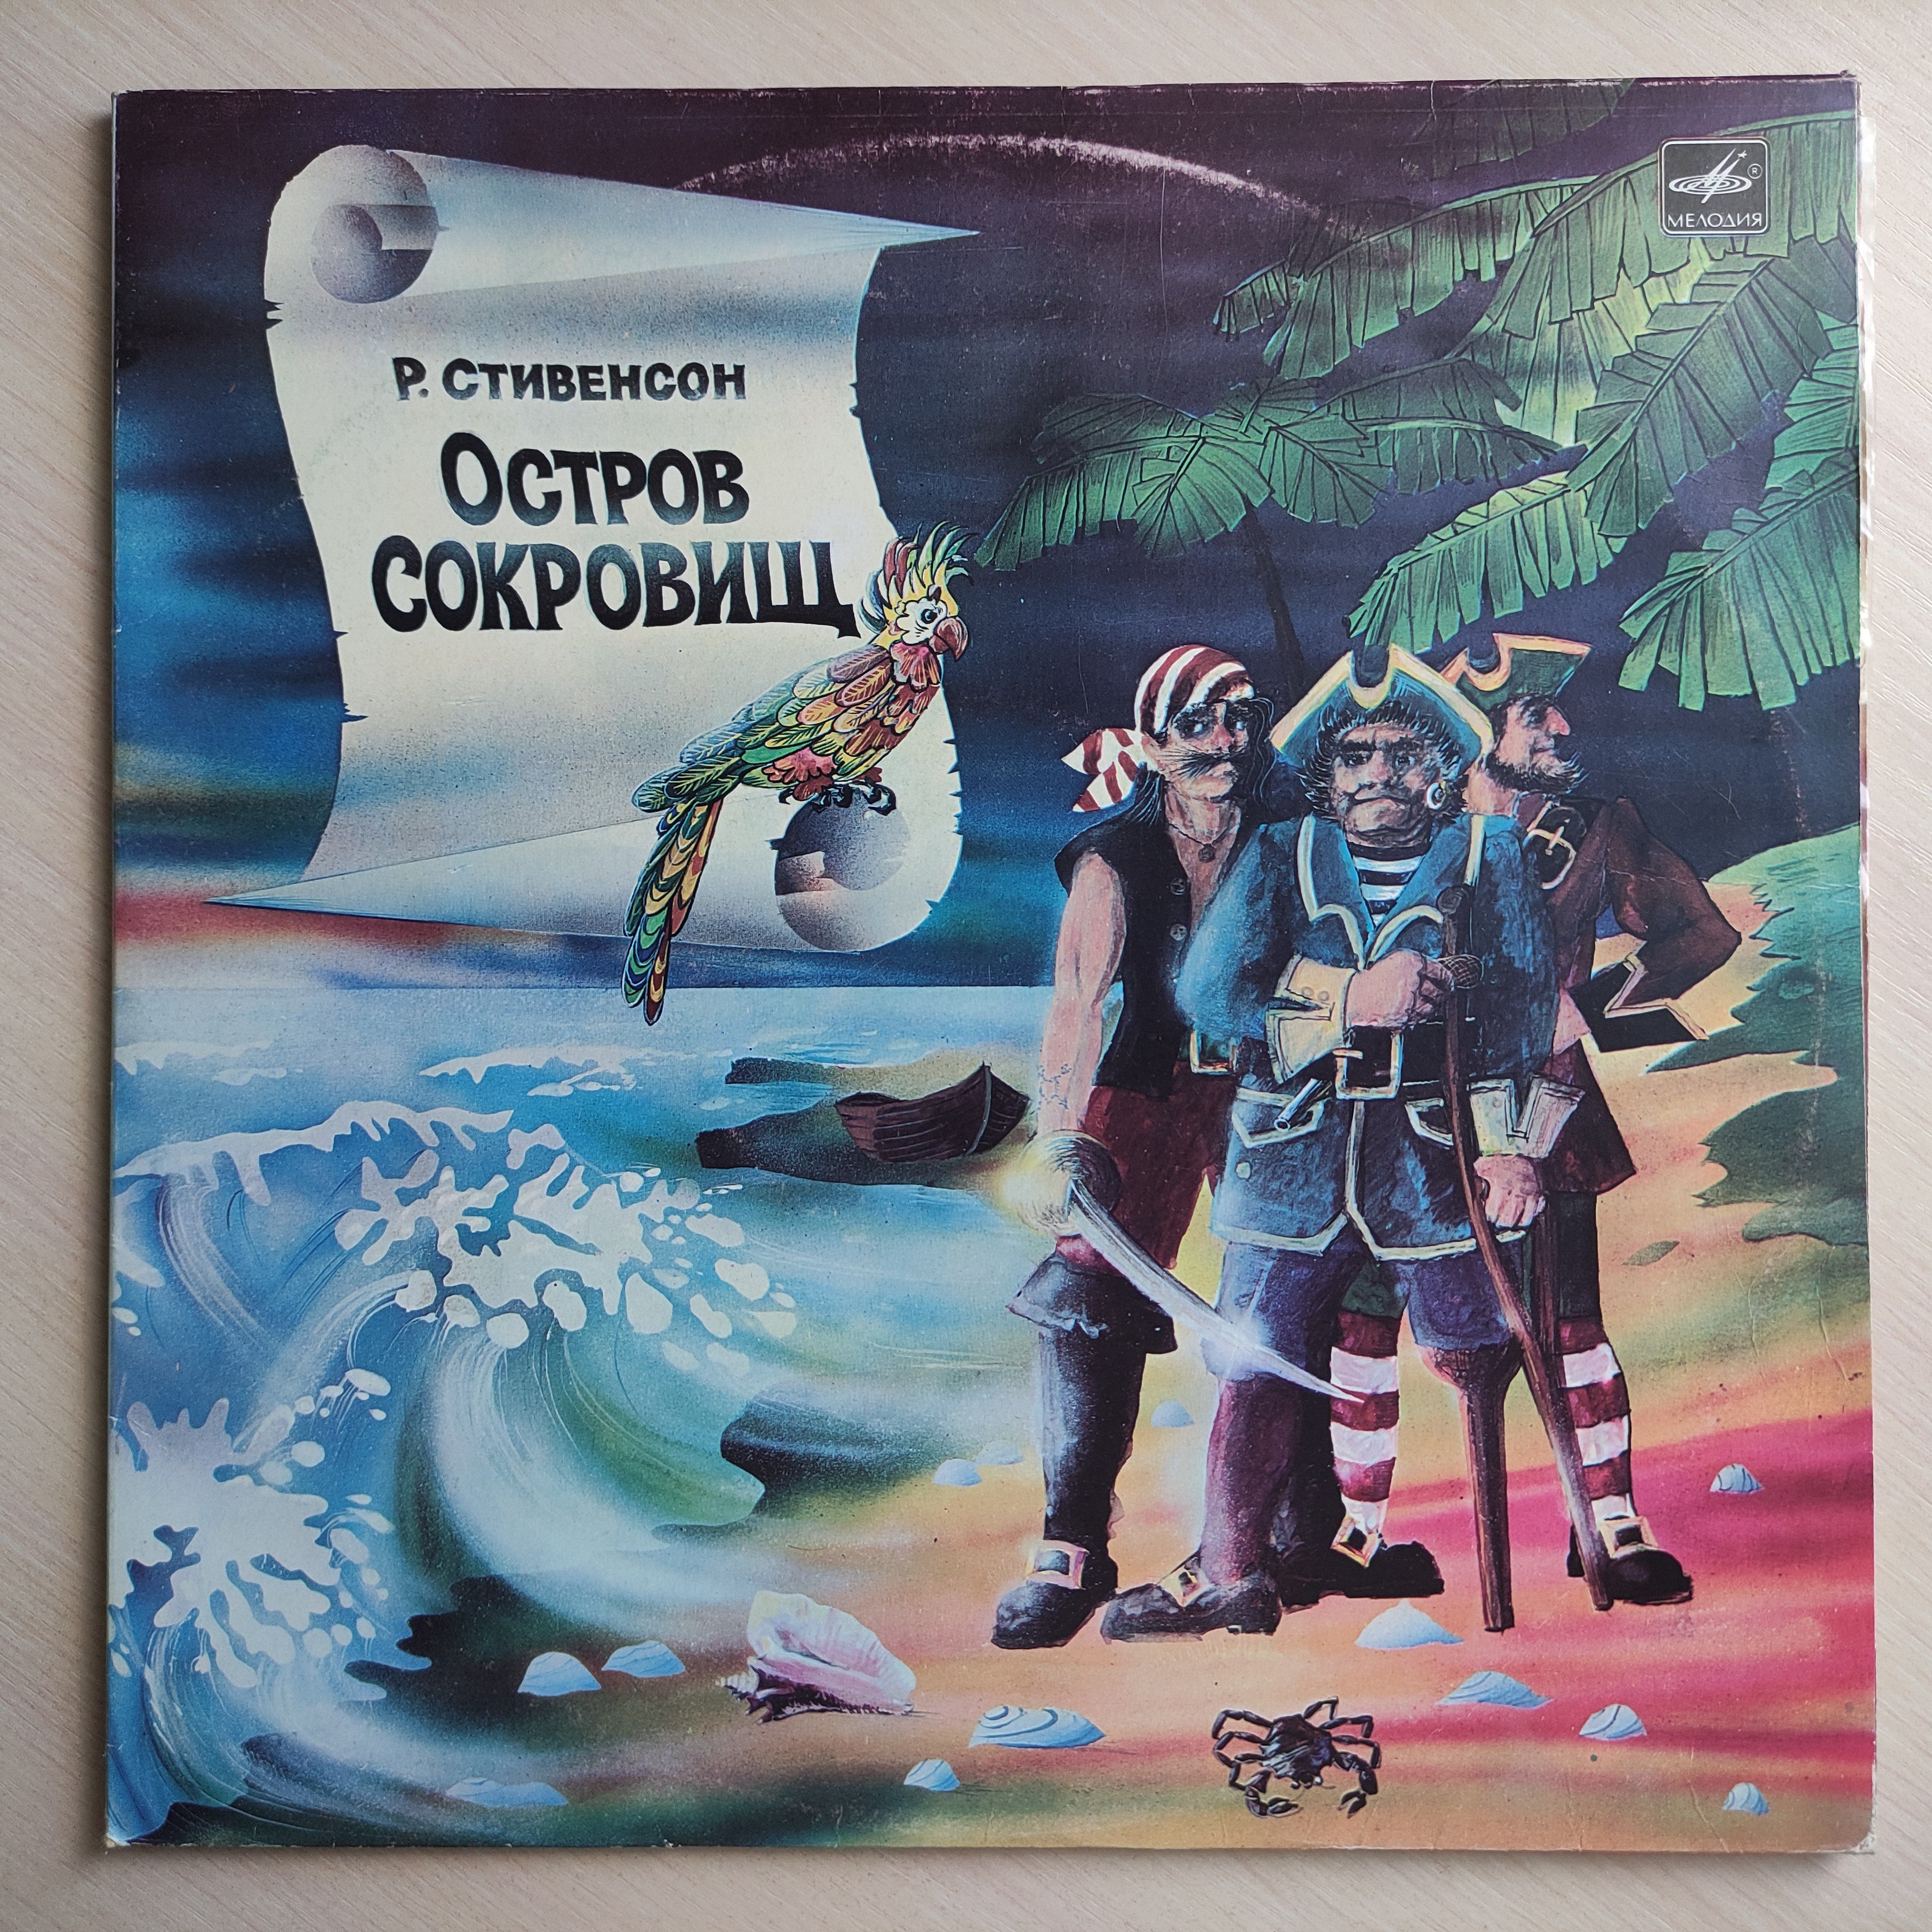 Р. СТИВЕНСОН
ОСТРОВ
СОКРОВИЩ
МЕЛОДИЯ
®